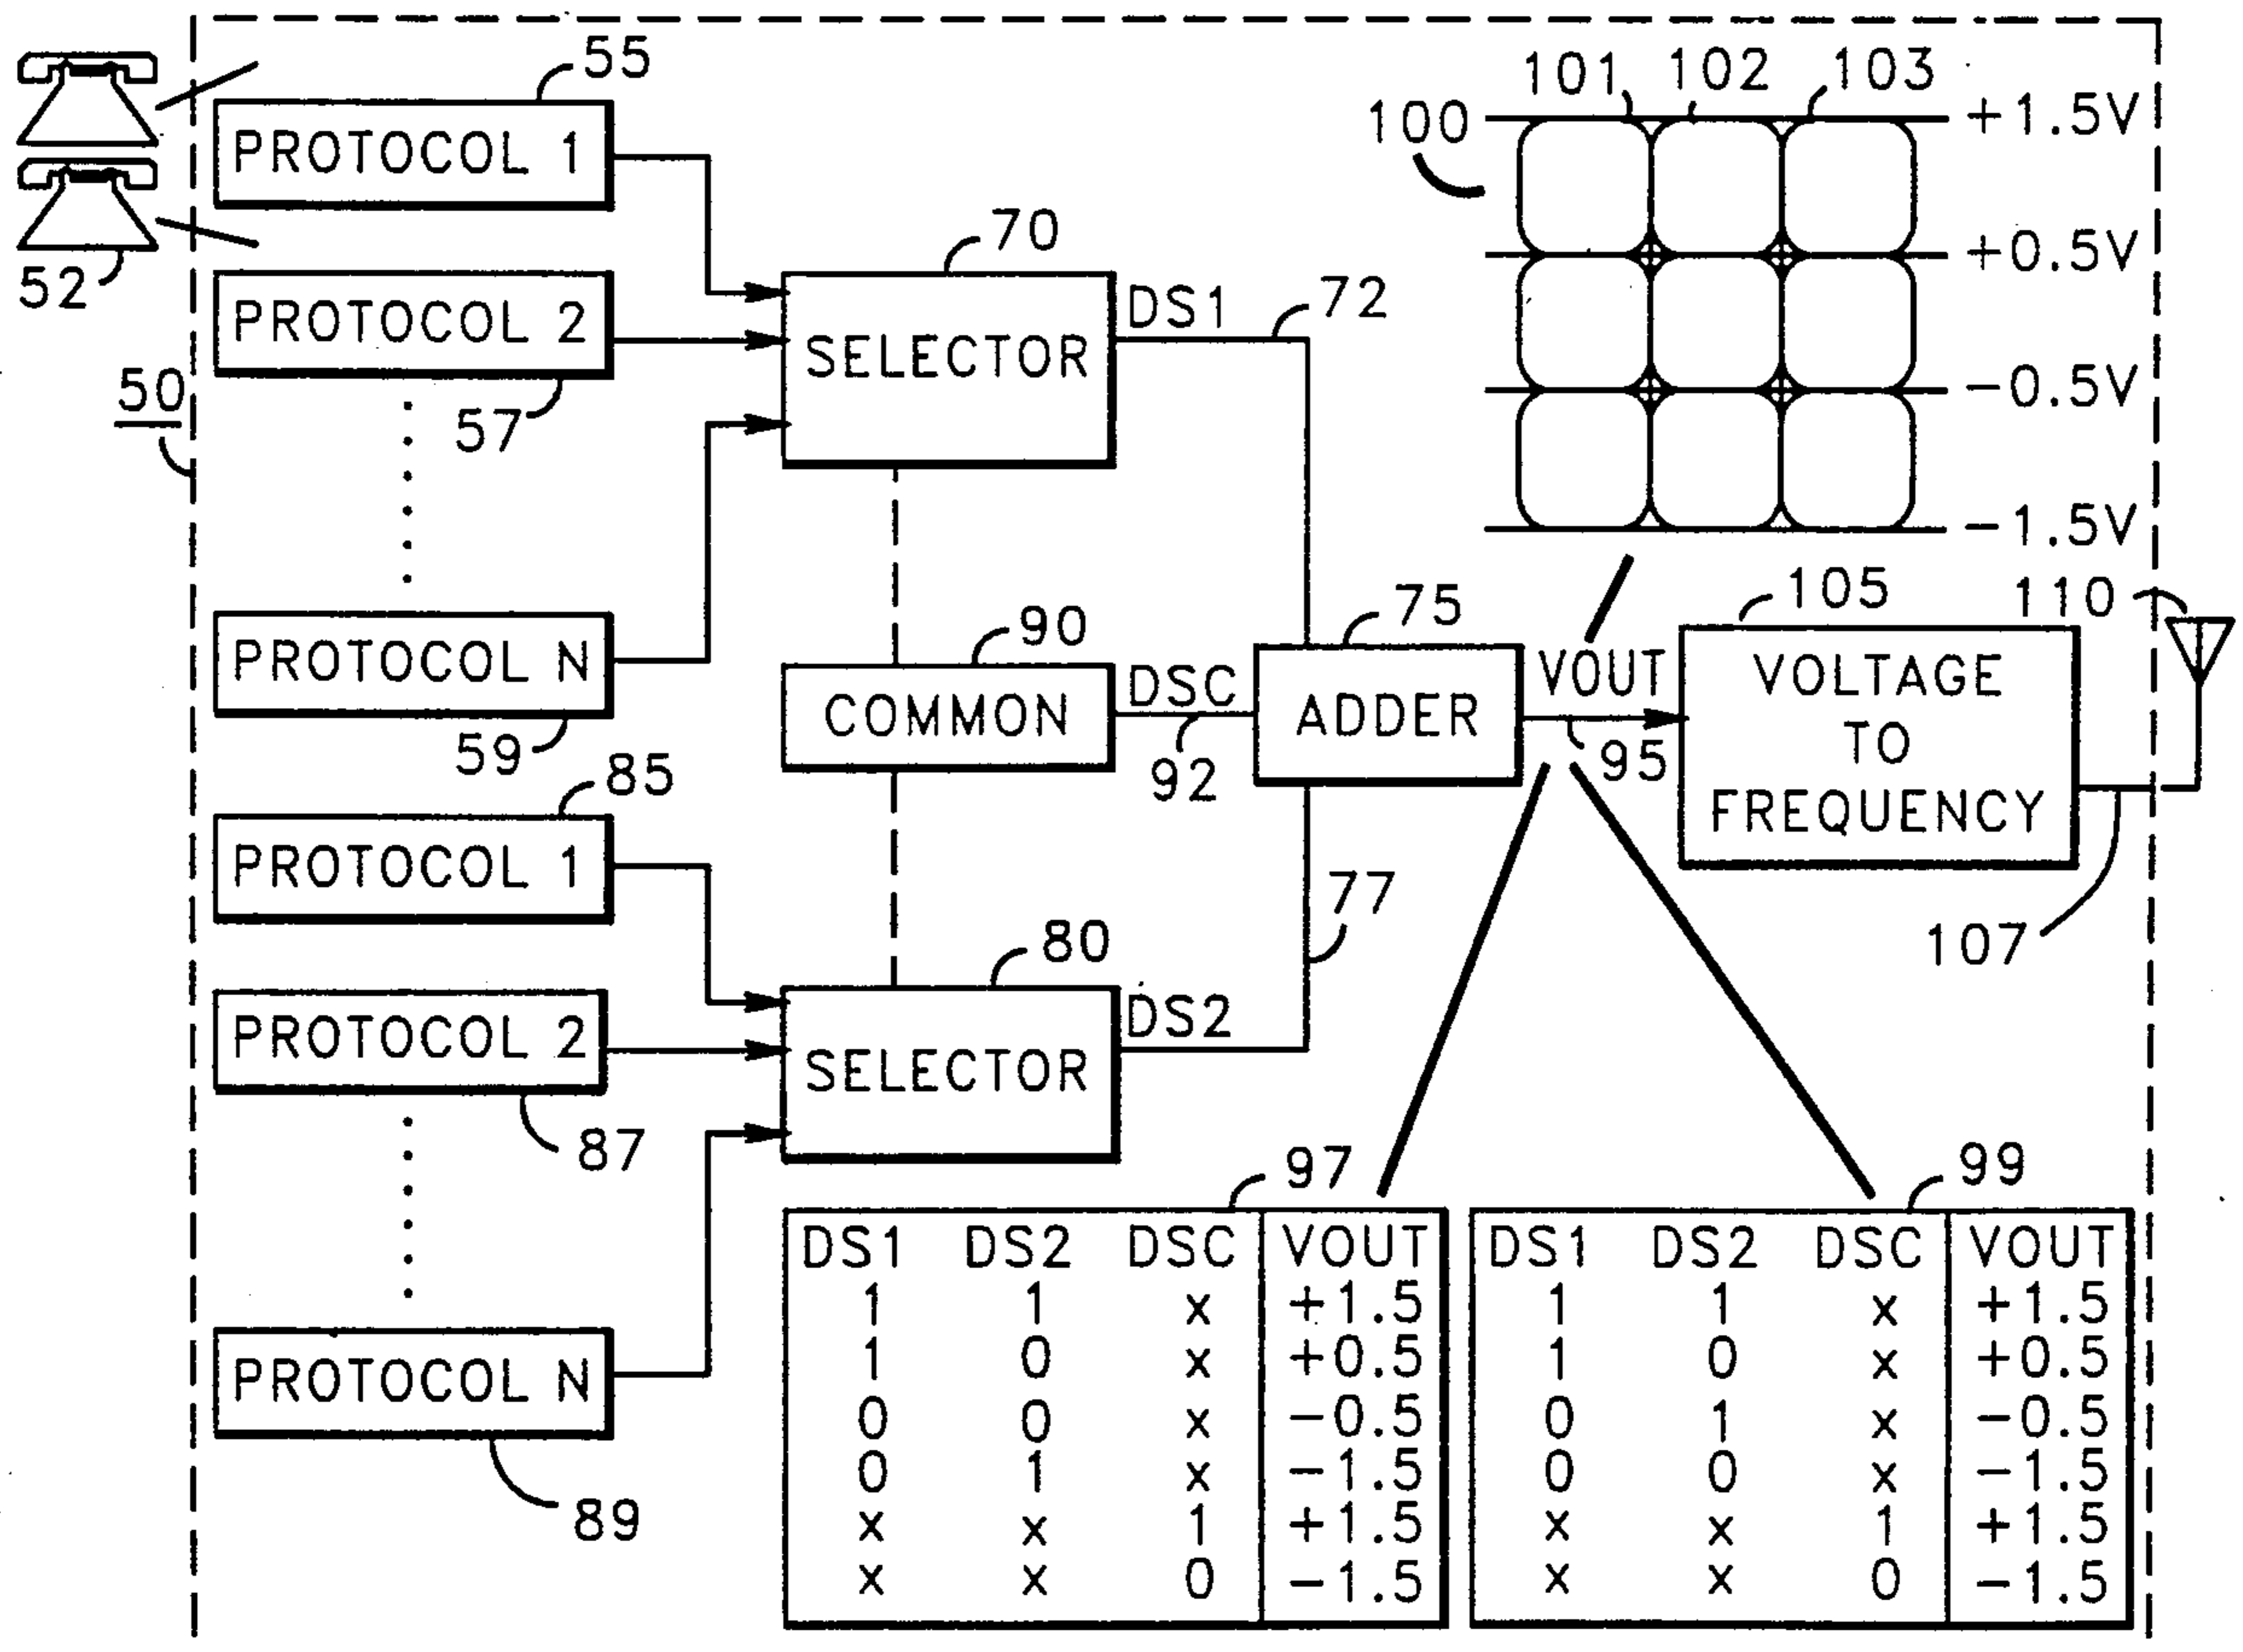 55
101 102 103
100
+1.5V
PROTOCOL 1
70
+0.5V
52
DS1
72
PROTOCOL 2
SELECTOR
50
57
-0.5V
-1.5V
75
105
110
90
PROTOCOL N
DSC
VOUT
VOLTAGE
TO
FREQUENCY
COMMON
ADDER
59
92
95
85
PROTOCOL 1
77
80
107
DS2
PROTOCOL 2
SELECTOR
87
97
99
DS1 DS2 DSC VOUT
1 1 x +1.5
1 0 x +0.5
0 0 x -0.5
0 1 x -1.5
x x 1 +1.5
x x 0 -1.5
DS1 DS2 DSC VOUT
1 1 x +1.5
1 0 x +0.5
0 1 x -0.5
0 0 x -1.5
x x 1 +1.5
x x 0 -1.5
PROTOCOL N
89